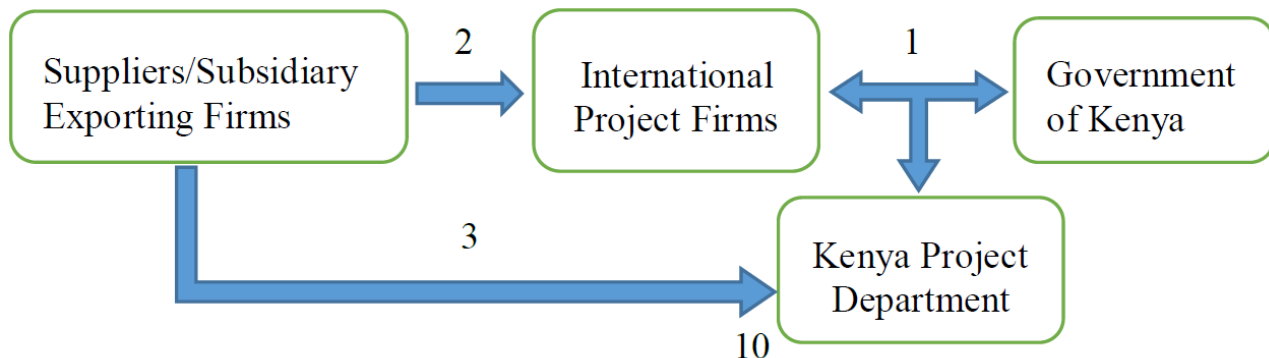 Suppliers/Subsidiary
Exporting Firms
2
International
Project Firms
1
Government
of Kenya
3
Kenya Project
Department
10